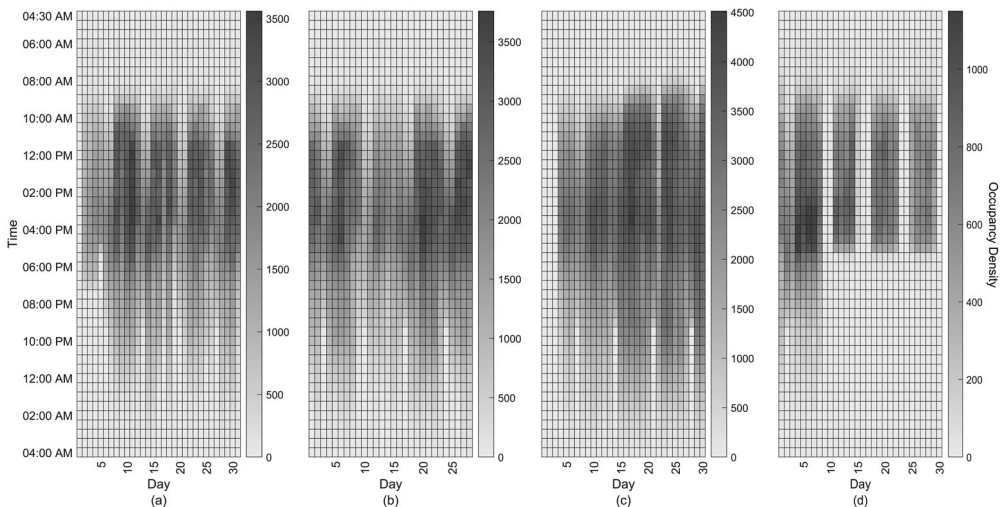 04:30 AM
06:00 AM
08:00 AM
10:00 AM
12:00 PM
02:00 PM
04:00 PM
06:00 PM
08:00 PM
10:00 PM
12:00 AM
02:00 AM
04:00 AM
Time
5 10 15 20 25 30
Day
(a)
3500
3000
2500
2000
1500
1000
500
0
5 10 15 20 25
Day
(b)
3500
3000
2500
2000
1500
1000
500
0
5 10 15 20 25 30
Day
(c)
4500
4000
3500
3000
2500
2000
1500
1000
500
0
5 10 15 20 25 30
Day
(d)
1000
800
600
400
200
0
Occupancy Density